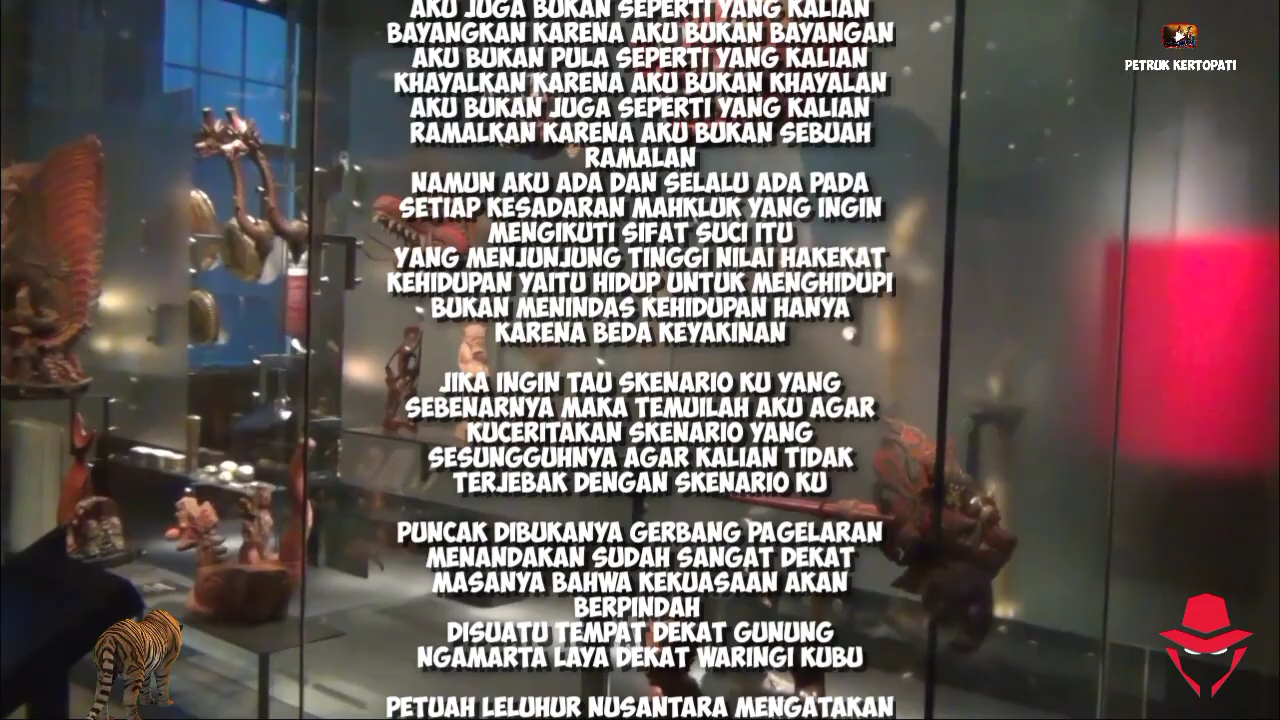 AKU JUGA BUKAN SEPERTI YANG KALIAN
BAYANGKAN KARENA AKU BUKAN BAYANGAN
AKU BUKAN PULA SEPERTI YANG KALIAN
KHAYALKAN KARENA AKU BUKAN KHAYALAN
AKU BUKAN JUGA SEPERTI YANG KALIAN
RAMALKAN KARENA AKU BUKAN SEBUAH
RAMALAN
NAMUN AKU ADA DAN SELALU ADA PADA
SETIAP KESADARAN MAHKLUK YANG INGIN
MENGIKUTI SIFAT SUCI ITU
YANG MENJUNJUNG TINGGI NILAI HAKEKAT
KEHIDUPAN YAITU HIDUP UNTUK MENGHIDUPI
BUKAN MENINDAS KEHIDUPAN HANYA
KARENA BEDA KEYAKINAN
JIKA INGIN TAU SKENARIO KU YANG
SEBENARNYA MAKA TEMUILAH AKU AGAR
KUCERITAKAN SKENARIO YANG
SESUNGGUHNYA AGAR KALIAN TIDAK
TERJEBAK DENGAN SKENARIO KU
PUNCAK DIBUKANYA GERBANG PAGELARAN
MENANDAKAN SUDAH SANGAT DEKAT
MASANYA BAHWA KEKUASAAN AKAN
BERPINDAH
DISUATU TEMPAT DEKAT GUNUNG
NGAMARTA LAYA DEKAT WARINGI KUBU
PETUAH LELUHUR NUSANTARA MENGATAKAN
PETRUK KERTOPATI